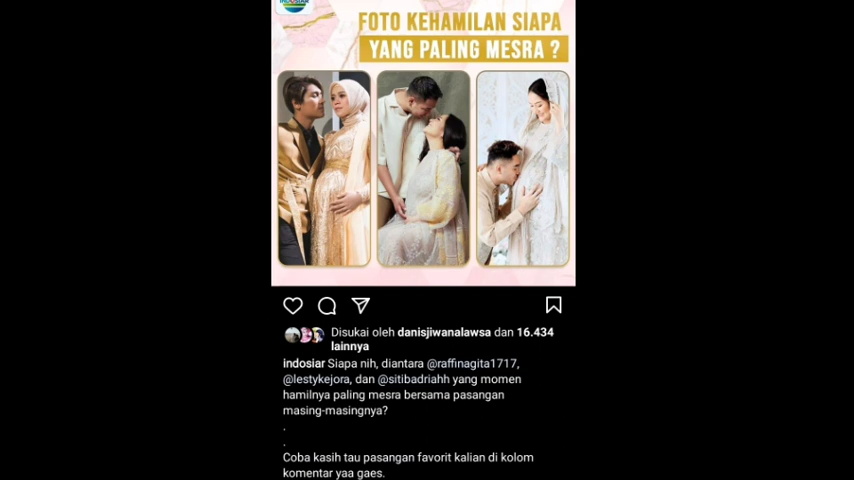 INDOSIAR
FOTO KEHAMILAN SIAPA
YANG PALING MESRA ?
Disukai oleh danisjiwanalawsa dan 16.434
lainnya
indosiar Siapa nih, diantara @raffinagita1717,
@lestykejora, dan @sitibadriahh yang momen
hamilnya paling mesra bersama pasangan
masing-masingnya?
.
.
Coba kasih tau pasangan favorit kalian di kolom
komentar yaa gaes.